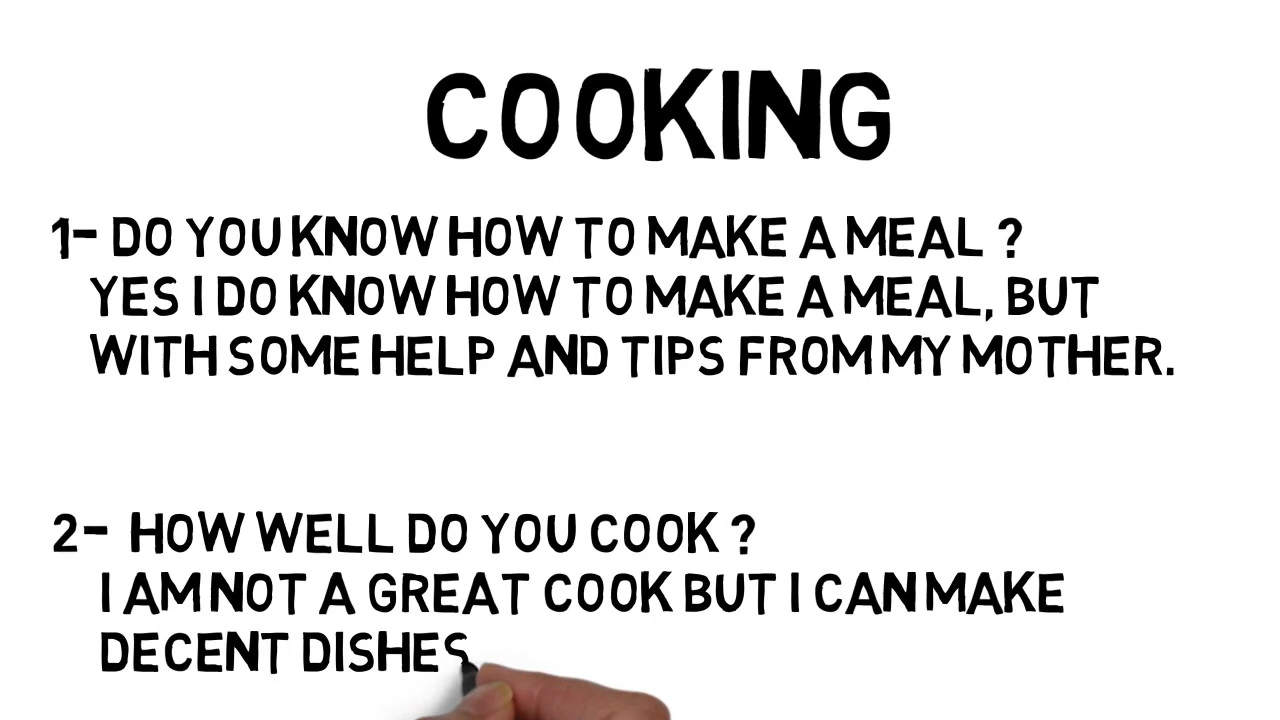 COOKING
1- DO YOU KNOW HOW TO MAKE A MEAL ?
YES I DO KNOW HOW TO MAKE A MEAL, BUT
WITH SOME HELP AND TIPS FROM MY MOTHER.
2- HOW WELL DO YOU COOK ?
I AM NOT A GREAT COOK BUT I CAN MAKE
DECENT DISHES